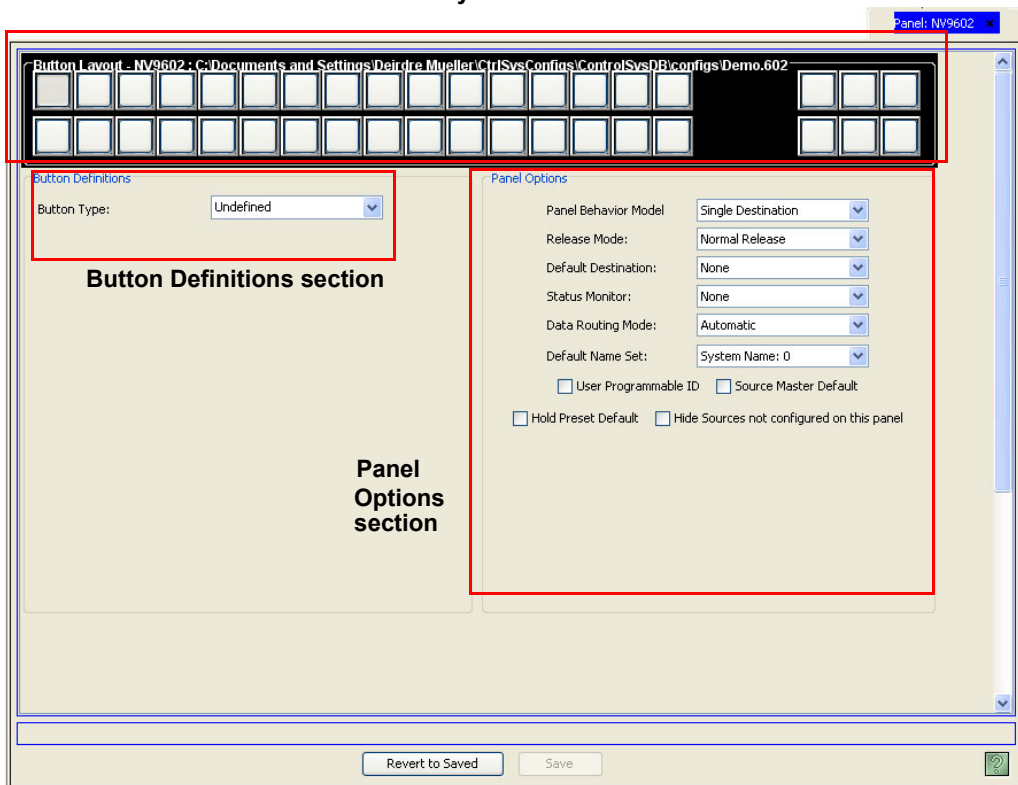 Panel: NV9602 ×
Button Layout - NV9602 : C:\Documents and Settings\Deirdre Mueller\CtrlSysConfigs\ControlSysDB\configs\Demo.602
Button Definitions
Button Type: Undefined
Button Definitions section
Panel Options
Panel Behavior Model Single Destination
Release Mode: Normal Release
Default Destination: None
Status Monitor: None
Data Routing Mode: Automatic
Default Name Set: System Name: 0
User Programmable ID Source Master Default
Hold Preset Default Hide Sources not configured on this panel
Panel
Options
section
Revert to Saved Save
?